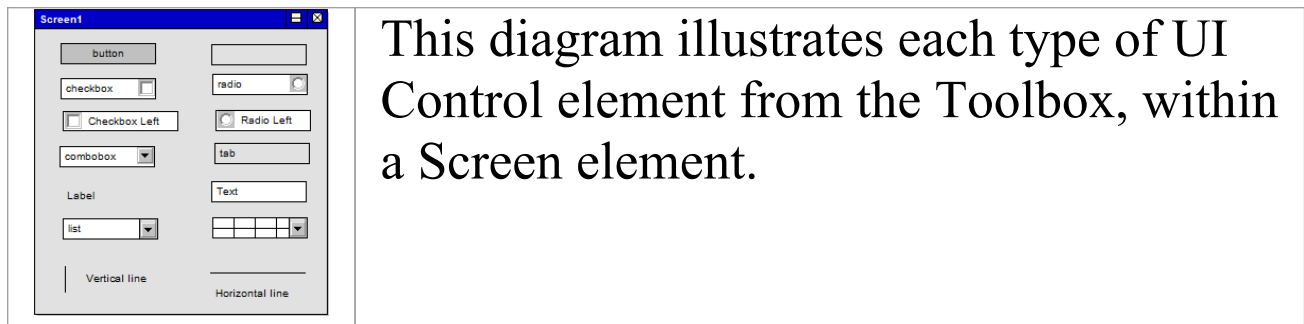 Screen1
button
checkbox
radio
Checkbox Left
Radio Left
combobox
tab
Label
Text
list
Vertical line
Horizontal line
This diagram illustrates each type of UI
Control element from the Toolbox, within
a Screen element.